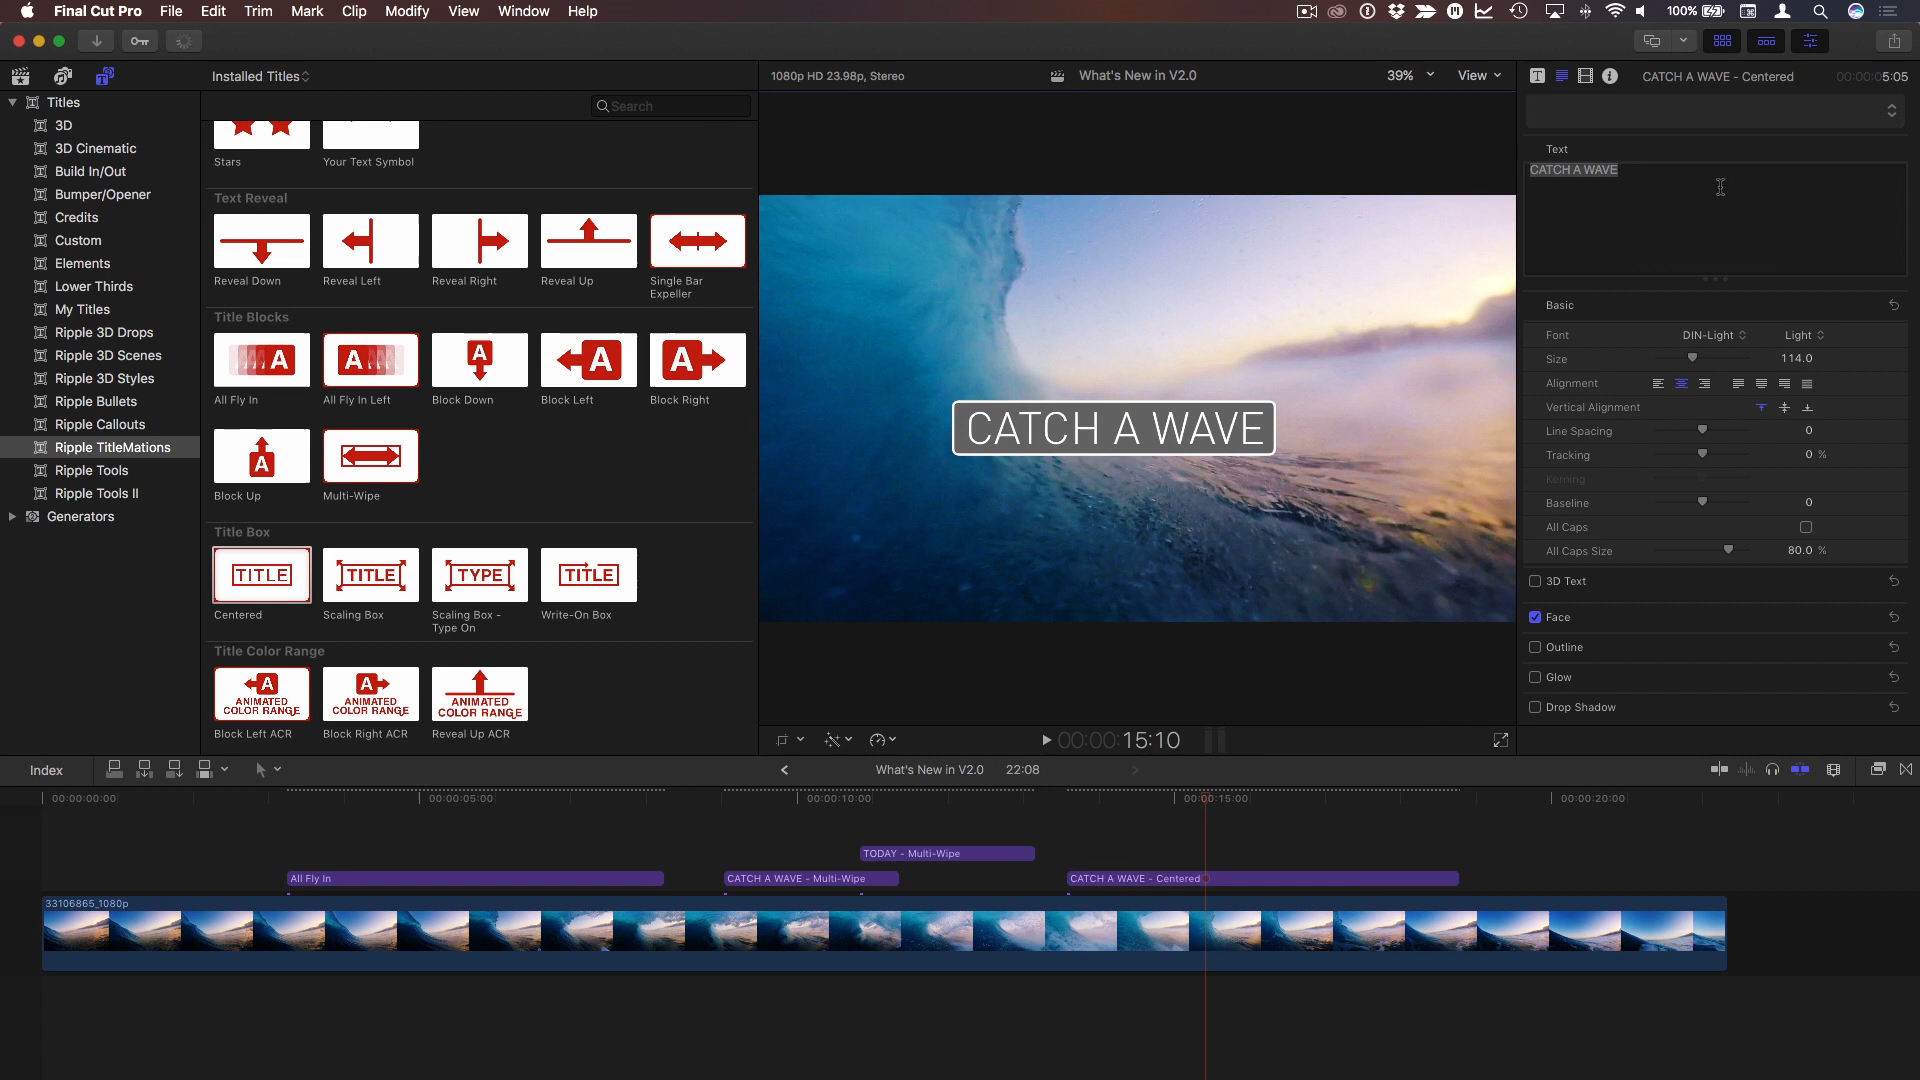 Final Cut Pro File Edit Trim Mark Clip Modify View Window Help 100%
Installed Titles
1080p HD 23.98p, Stereo What's New in V2.0 39% View
T CATCH A WAVE - Centered 00:00:05:05
Titles
3D
3D Cinematic
Build In/Out
Bumper/Opener
Credits
Custom
Elements
Lower Thirds
My Titles
Ripple 3D Drops
Ripple 3D Scenes
Ripple 3D Styles
Ripple Bullets
Ripple Callouts
Ripple TitleMations
Ripple Tools
Ripple Tools II
Generators
Search
Stars Your Text Symbol
Text Reveal
Reveal Down Reveal Left Reveal Right Reveal Up Single Bar Expeller
Title Blocks
A A A A A
All Fly In All Fly In Left Block Down Block Left Block Right
A
Block Up Multi-Wipe
Title Box
TITLE TITLE TYPE TITLE
Centered Scaling Box Scaling Box - Type On Write-On Box
Title Color Range
A ANIMATED COLOR RANGE A ANIMATED COLOR RANGE ANIMATED COLOR RANGE
Block Left ACR Block Right ACR Reveal Up ACR
CATCH A WAVE
00:00:15:10
Text
CATCH A WAVE
Basic
Font DIN-Light Light
Size 114.0
Alignment
Vertical Alignment
Line Spacing 0
Tracking 0 %
Kerning
Baseline 0
All Caps
All Caps Size 80.0 %
3D Text
Face
Outline
Glow
Drop Shadow
Index What's New in V2.0 22:08
00:00:00:00 00:00:05:00 00:00:10:00 00:00:15:00 00:00:20:00
TODAY - Multi-Wipe
All Fly In CATCH A WAVE - Multi-Wipe CATCH A WAVE - Centered
33106865_1080p